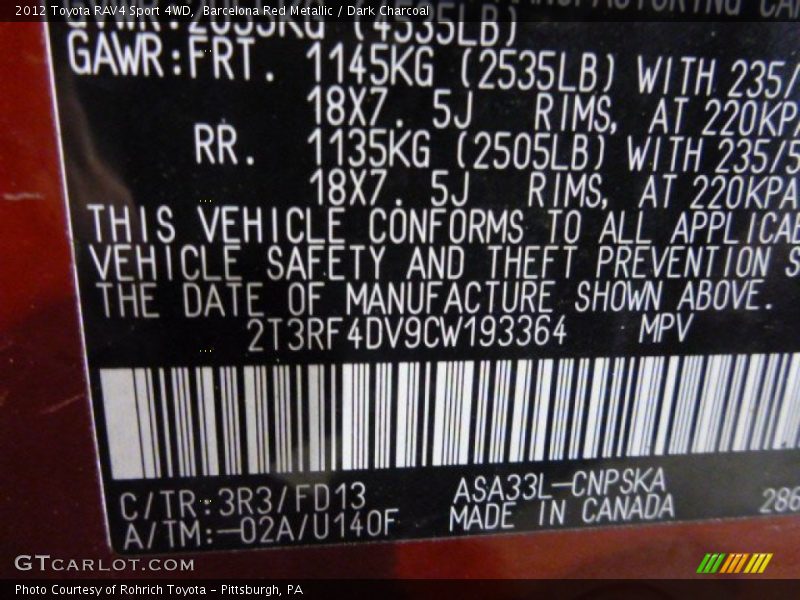 2012 Toyota RAV4 Sport 4WD, Barcelona Red Metallic / Dark Charcoal
(4535LB)
GAWR:FRT. 1145KG (2535LB) WITH 235/
18X7. 5J RIMS, AT 220KPA
RR. 1135KG (2505LB) WITH 235/5
18X7. 5J RIMS, AT 220KPA
THIS VEHICLE CONFORMS TO ALL
VEHICLE SAFETY AND THEFT PREVENTION S
THE DATE OF MANUFACTURE SHOWN ABOVE.
2T3RF4DV9CW193364 MPV
C/TR:3R3/FD13 ASA33L-CNPSKA
A/TM:-02A/U140F MADE IN CANADA 286
GTCARLOT.COM
Photo Courtesy of Rohrich Toyota - Pittsburgh, PA